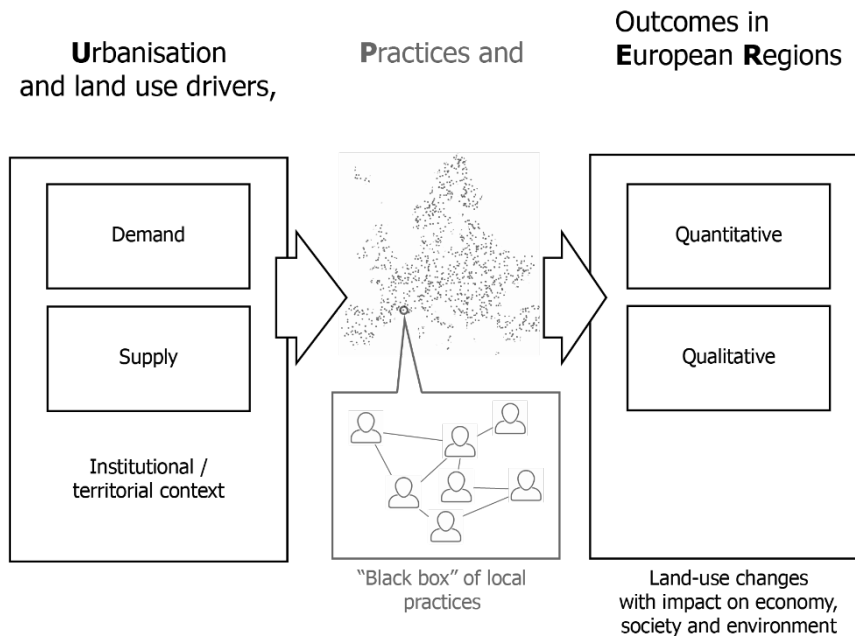 Urbanisation
and land use drivers,
Practices and
Outcomes in
European Regions
Demand
Supply
Institutional /
territorial context
"Black box" of local
practices
Quantitative
Qualitative
Land-use changes
with impact on economy,
society and environment